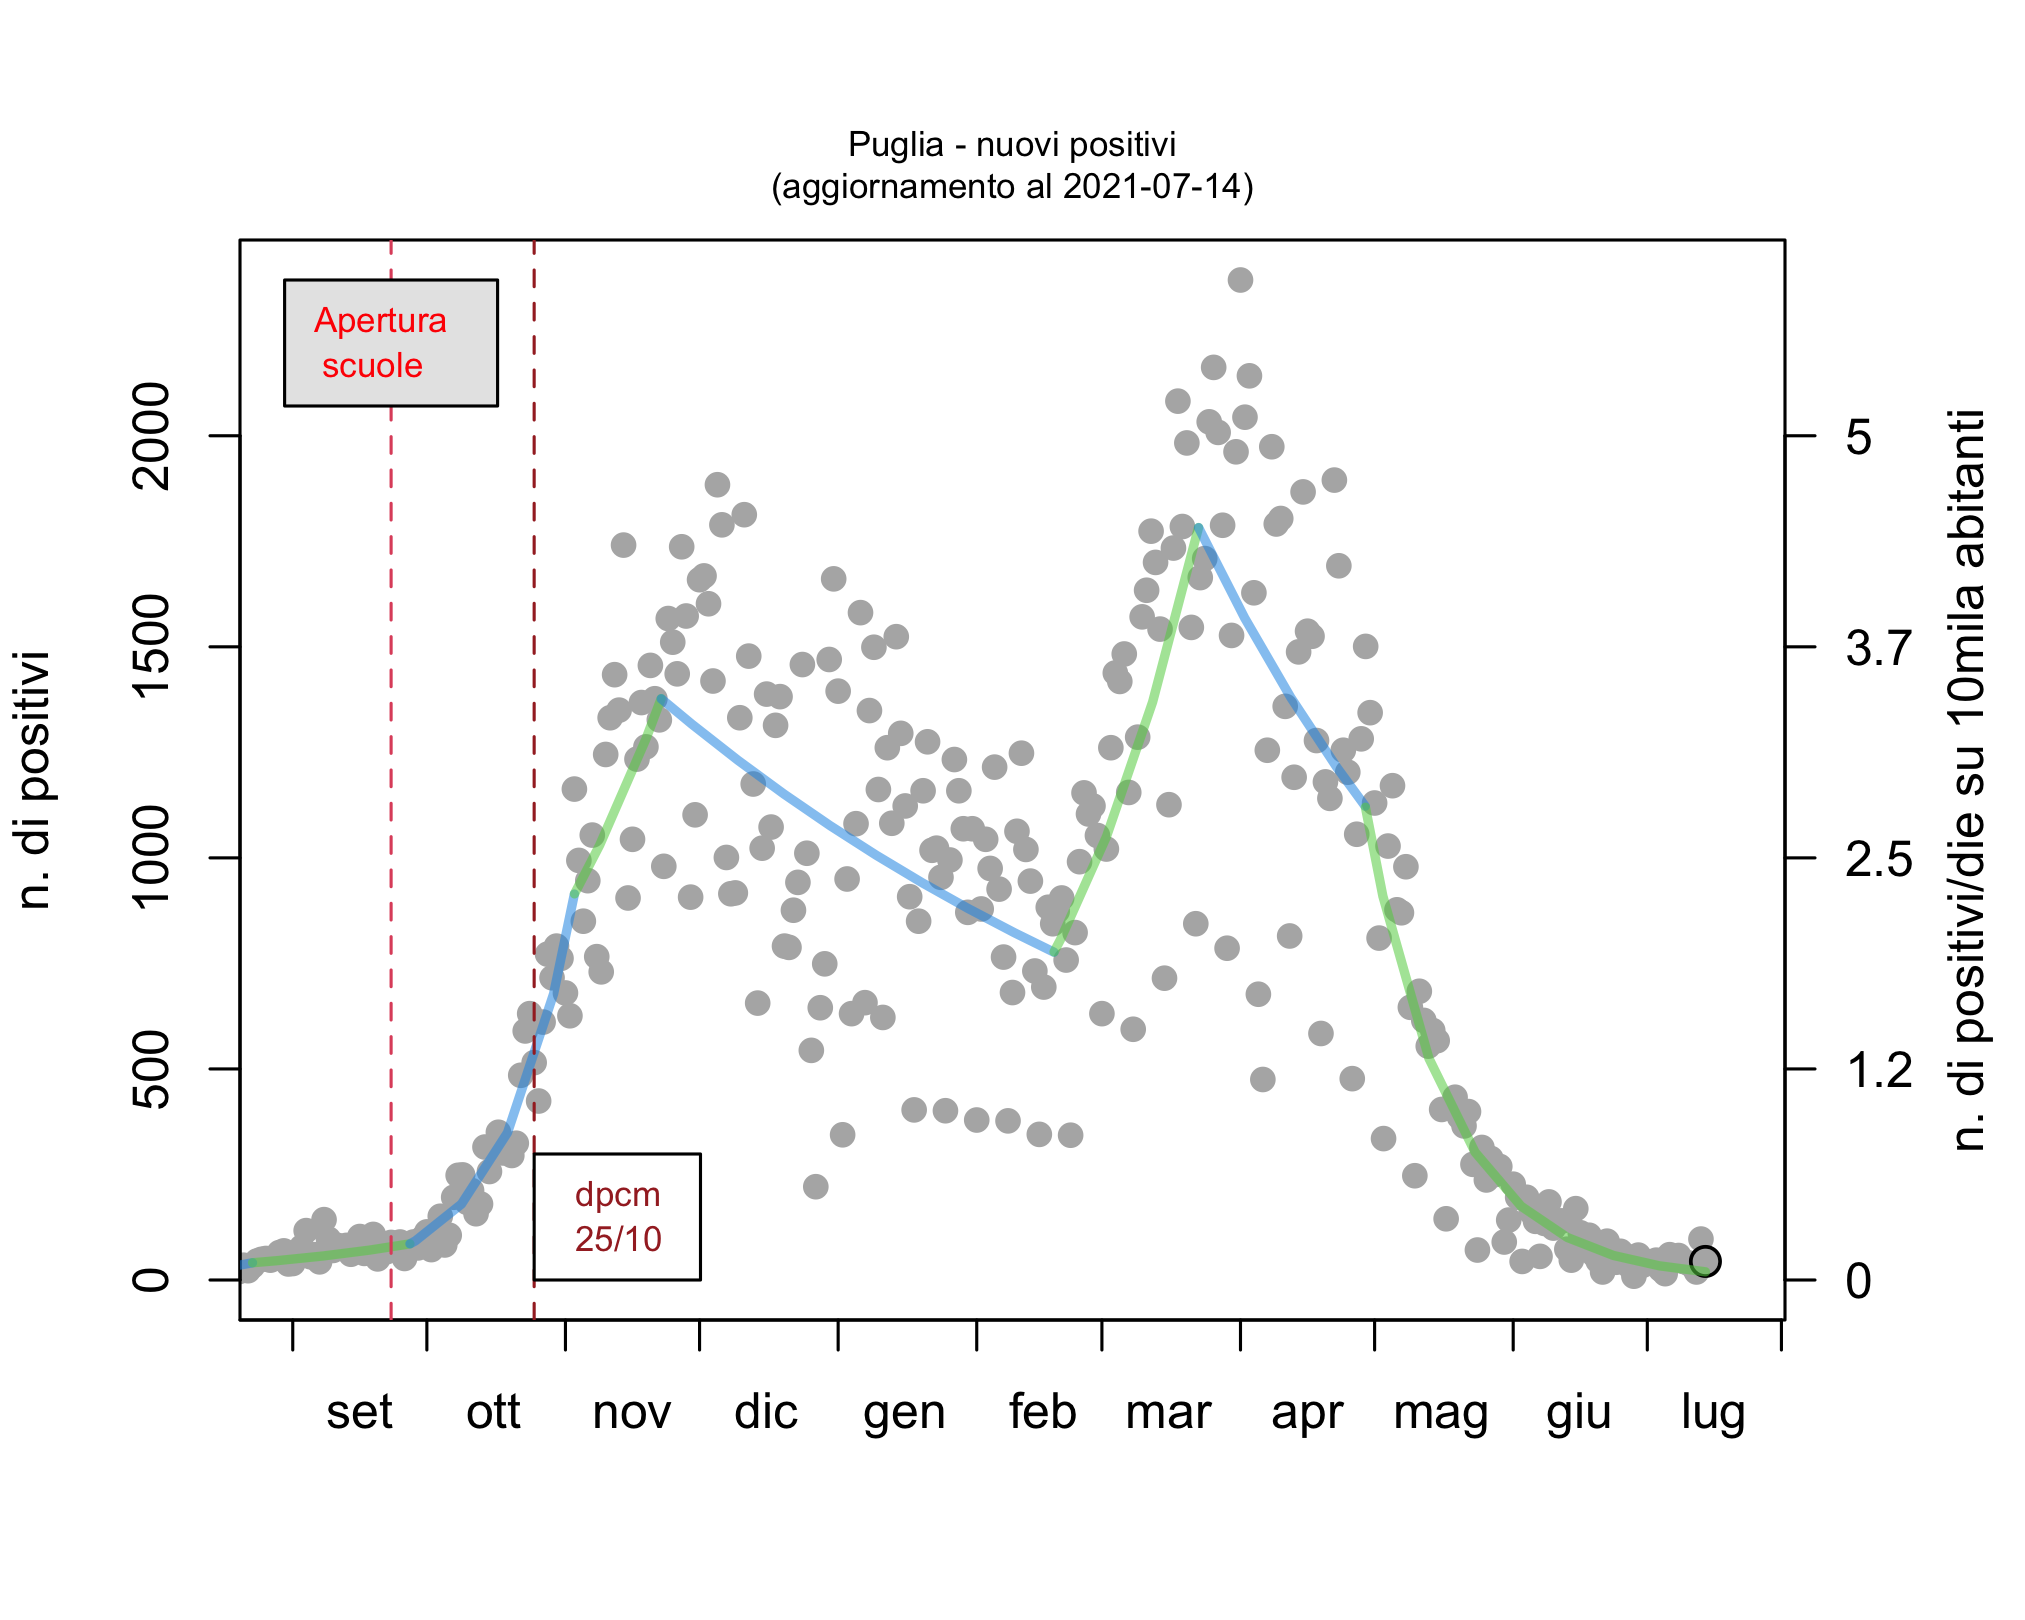 Puglia - nuovi positivi
(aggiornamento al 2021-07-14)
Apertura
scuole
dpcm
25/10
n. di positivi
0
500
1000
1500
2000
n. di positivi/die su 10mila abitanti
0
1.2
2.5
3.7
5
set ott nov dic gen feb mar apr mag giu lug